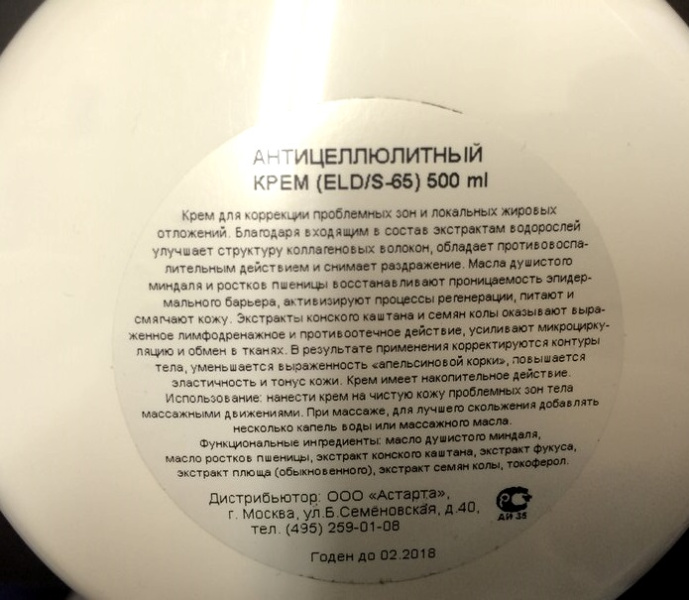 АНТИЦЕЛЛЮЛИТНЫЙ
КРЕМ (ELD/S-65) 500 ml
Крем для коррекции проблемных зон и локальных жировых
отложений. Благодаря входящим в состав экстрактам водорослей
улучшает структуру коллагеновых волокон, обладает противовоспа-
лительным действием и снимает раздражение. Масла душистого
миндаля и ростков пшеницы восстанавливают проницаемость эпидер-
мального барьера, активизируют процессы регенерации, питают и
смягчают кожу. Экстракты конского каштана и семян колы оказывают выра-
женное лимфодренажное и противоотечное действие, усиливают микроцирку-
ляцию и обмен в тканях. В результате применения корректируются контуры
тела, уменьшается выраженность «апельсиновой корки», повышается
эластичность и тонус кожи. Крем имеет накопительное действие.
Использование: нанести крем на чистую кожу проблемных зон тела
массажными движениями. При массаже, для лучшего скольжения добавлять
несколько капель воды или массажного масла.
Функциональные ингредиенты: масло душистого миндаля,
масло ростков пшеницы, экстракт конского каштана, экстракт фукуса,
экстракт плюща (обыкновенного), экстракт семян колы, токоферол.
Дистрибьютор: ООО «Астарта»,
г. Москва, ул.Б.Семёновская, д.40,
тел. (495) 259-01-08
АИ 35
Годен до 02.2018